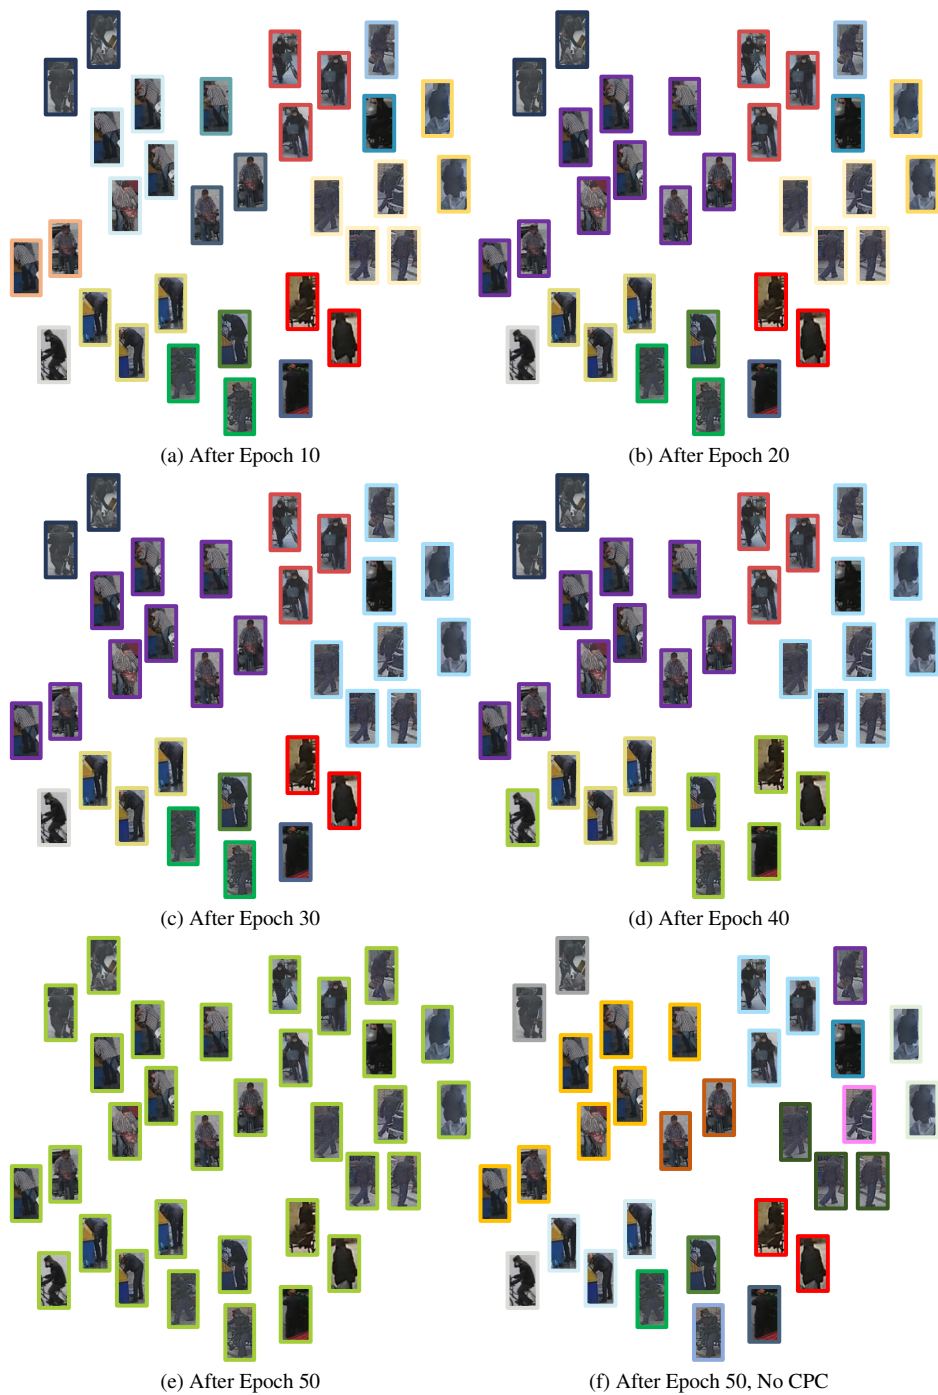 (a) After Epoch 10
(b) After Epoch 20
(c) After Epoch 30
(d) After Epoch 40
(e) After Epoch 50
(f) After Epoch 50, No CPC